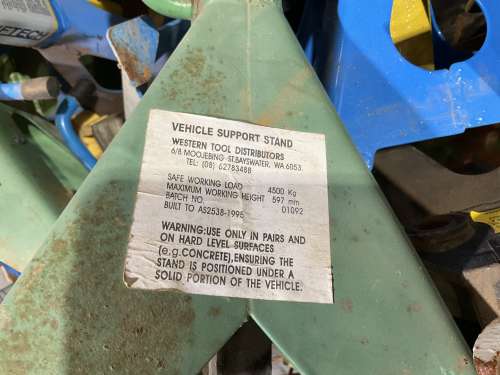 ETECH
VEHICLE SUPPORT STAND
WESTERN TOOL DISTRIBUTORS
6/8 MOOJEBING ST.BAYSWATER, WA 6053
TEL: (08) 62783488
SAFE WORKING LOAD 4500 Kg
MAXIMUM WORKING HEIGHT 597 mm
BATCH NO 01092
BUILT TO AS2538-1995
WARNING:USE ONLY IN PAIRS AND
ON HARD LEVEL SURFACES
(e.g.CONCRETE),ENSURING THE
STAND IS POSITIONED UNDER A
SOLID PORTION OF THE VEHICLE.